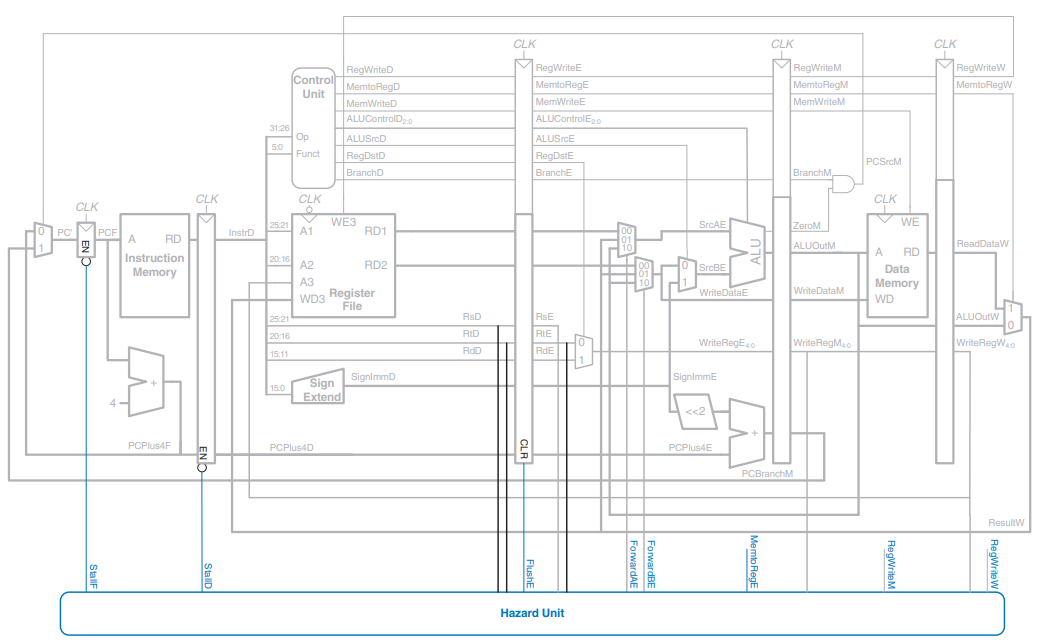 CLK
CLK
CLK
RegWriteD
RegWriteE
RegWriteM
RegWriteW
Control
Unit
MemtoRegD
MemtoRegE
MemtoRegM
MemtoRegW
MemWriteD
MemWriteE
MemWriteM
ALUControlD2:0
ALUControlE2:0
31:26
Op
ALUSrcD
ALUSrcE
5:0
Funct
RegDstD
RegDstE
PCSrcM
BranchD
BranchE
BranchM
CLK
CLK
CLK
CLK
0
1
PC'
EN
PCF
A
RD
Instruction
Memory
InstrD
25:21
A1
WE3
RD1
00
01
10
SrcAE
ALU
ZeroM
WE
20:16
A2
RD2
00
01
10
0
1
SrcBE
ALUOutM
A
RD
ReadDataW
A3
Data
Memory
WD3
Register
File
WriteDataE
WriteDataM
WD
1
0
25:21
RsD
RsE
ALUOutW
20:16
RtD
RtE
0
1
15:11
RdD
RdE
WriteRegE4:0
WriteRegM4:0
WriteRegW4:0
+
4
15:0
Sign
Extend
SignImmD
SignImmE
<<2
+
PCPlus4F
EN
PCPlus4D
CLR
PCPlus4E
PCBranchM
ResultW
StallF
StallD
FlushE
ForwardAE
ForwardBE
MemtoRegE
RegWriteM
RegWriteW
Hazard Unit